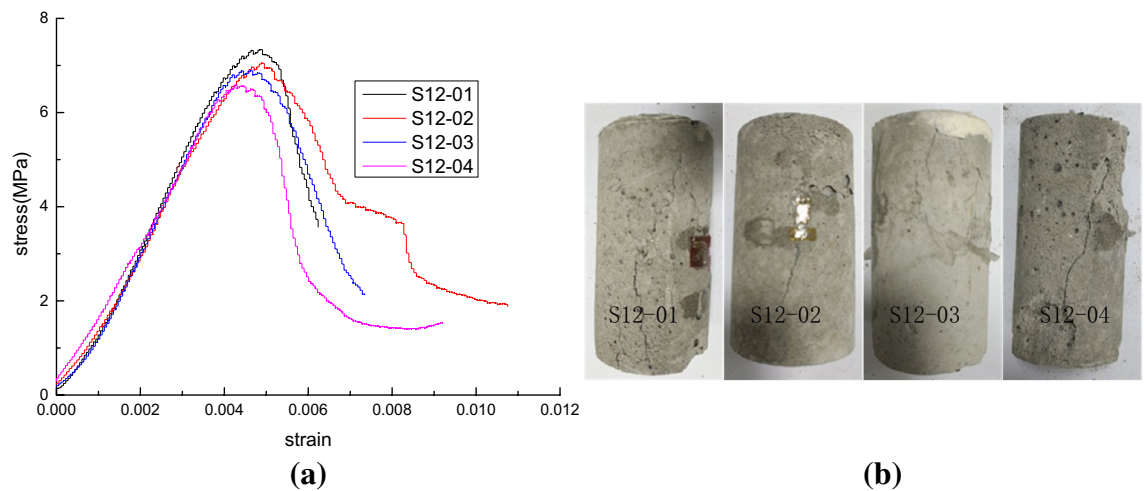 8
6
4
2
0
stress(MPa)
S12-01
S12-02
S12-03
S12-04
0.000 0.002 0.004 0.006 0.008 0.010 0.012
strain
(a)
S12-01 S12-02 S12-03 S12-04
(b)